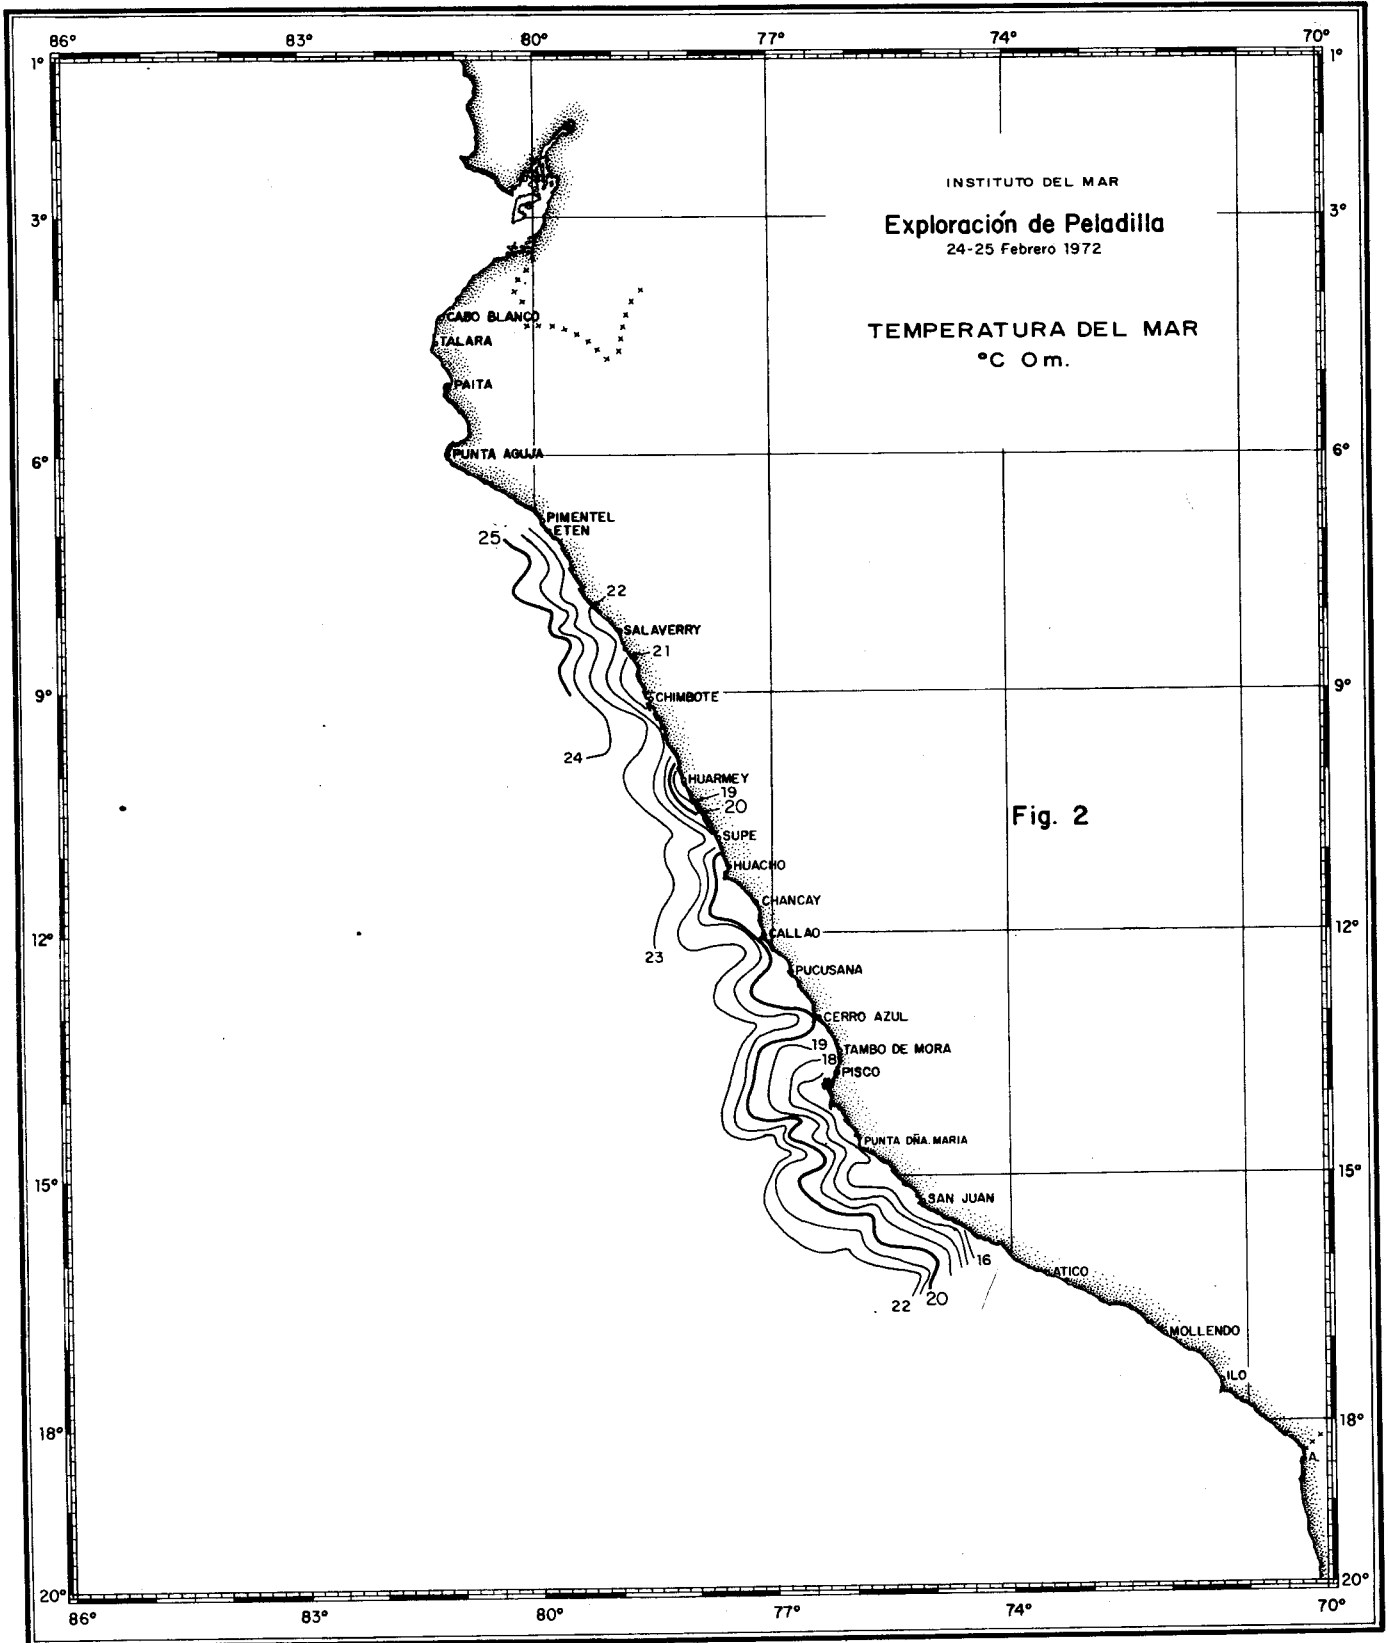 86° 83° 80° 77° 74° 70°
1° 1°
INSTITUTO DEL MAR
3° 3°
Exploración de Peladilla
24-25 Febrero 1972
CABO BLANCO
TEMPERATURA DEL MAR
TALARA
°C 0 m.
PAITA
PUNTA AGUJA
6° 6°
PIMENTEL
ETEN
25
22
SALAVERRY
21
9° 9°
CHIMBOTE
24
HUARMEY
19
20
Fig. 2
SUPE
HUACHO
CHANCAY
CALLAO
12° 12°
23
PUCUSANA
CERRO AZUL
19
TAMBO DE MORA
18
PISCO
PUNTA DÑA. MARIA
15° 15°
SAN JUAN
16
ATICO
22 20
MOLLENDO
ILO
18° 18°
A
20° 20°
86° 83° 80° 77° 74° 70°